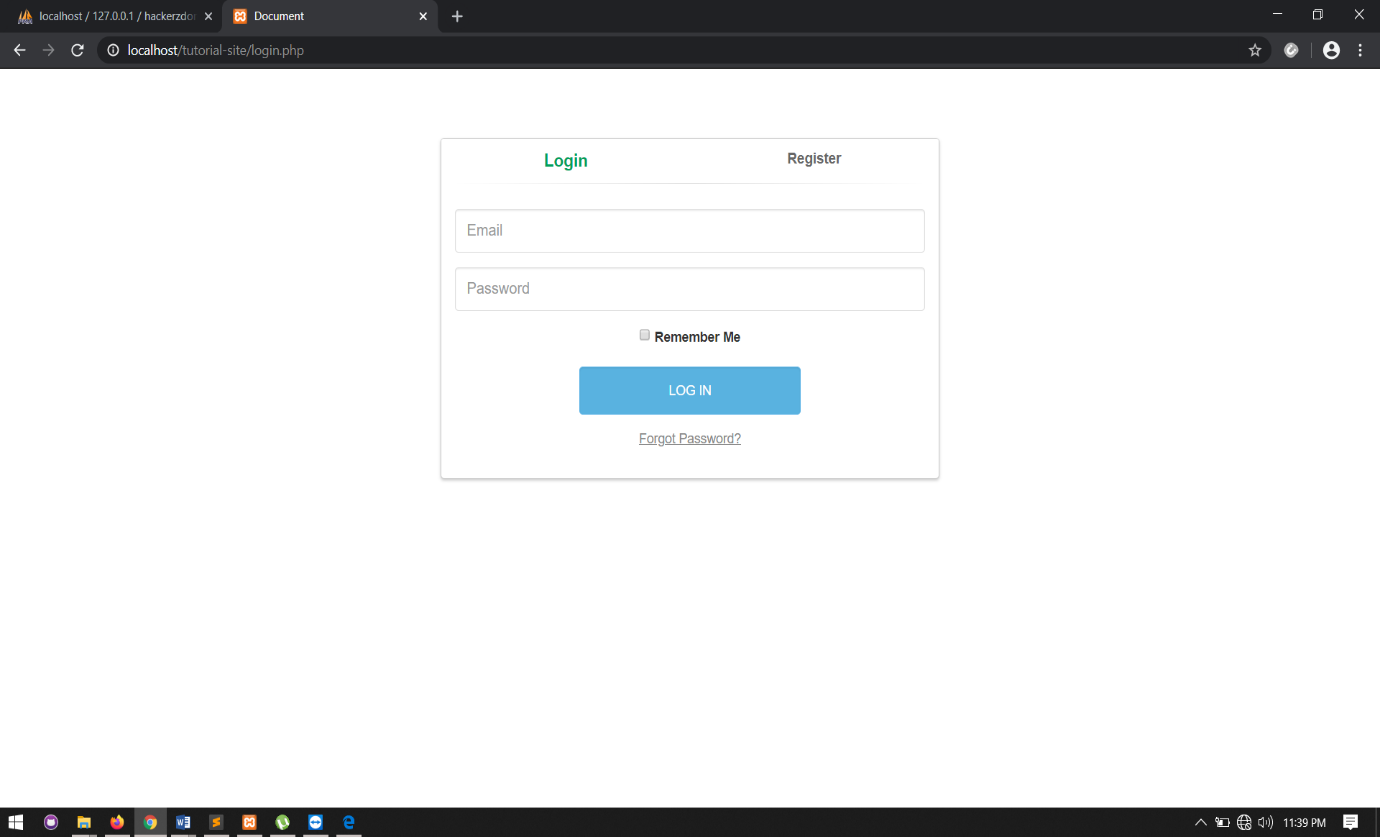 localhost / 127.0.0.1 / hackerzdo
Document
localhost/tutorial-site/login.php
Login Register
Email
Password
Remember Me
LOG IN
Forgot Password?
11:39 PM